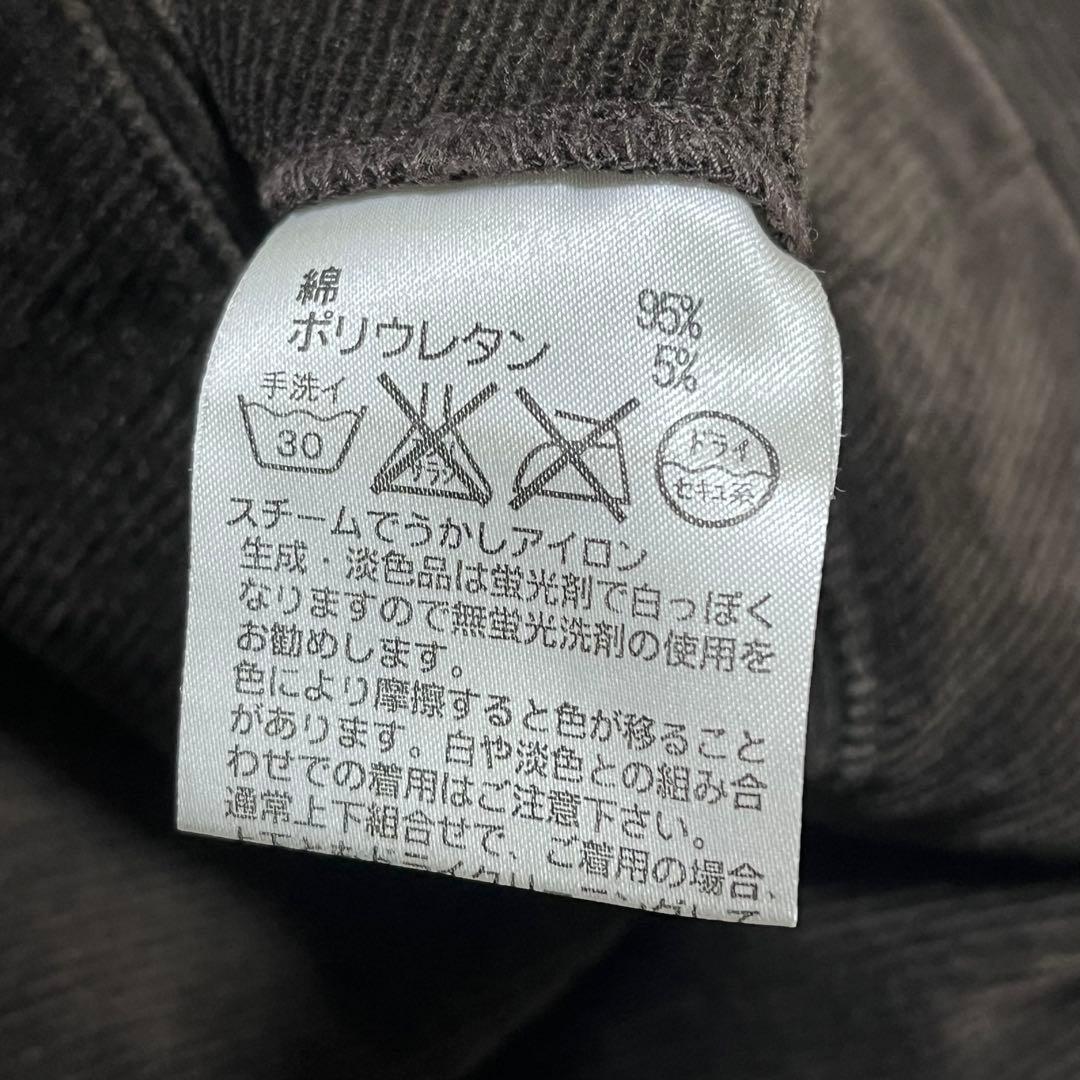 綿 95%
ポリウレタン 5%
手洗イ
30
エンソサラシ
ドライ
セキユ系
スチームでうかしアイロン
生成・淡色品は蛍光剤で白っぽく
なりますので無蛍光洗剤の使用を
お勧めします。
色により摩擦すると色が移ること
があります。白や淡色との組み合
わせでの着用はご注意下さい。
通常上下組合せで、ご着用の場合、